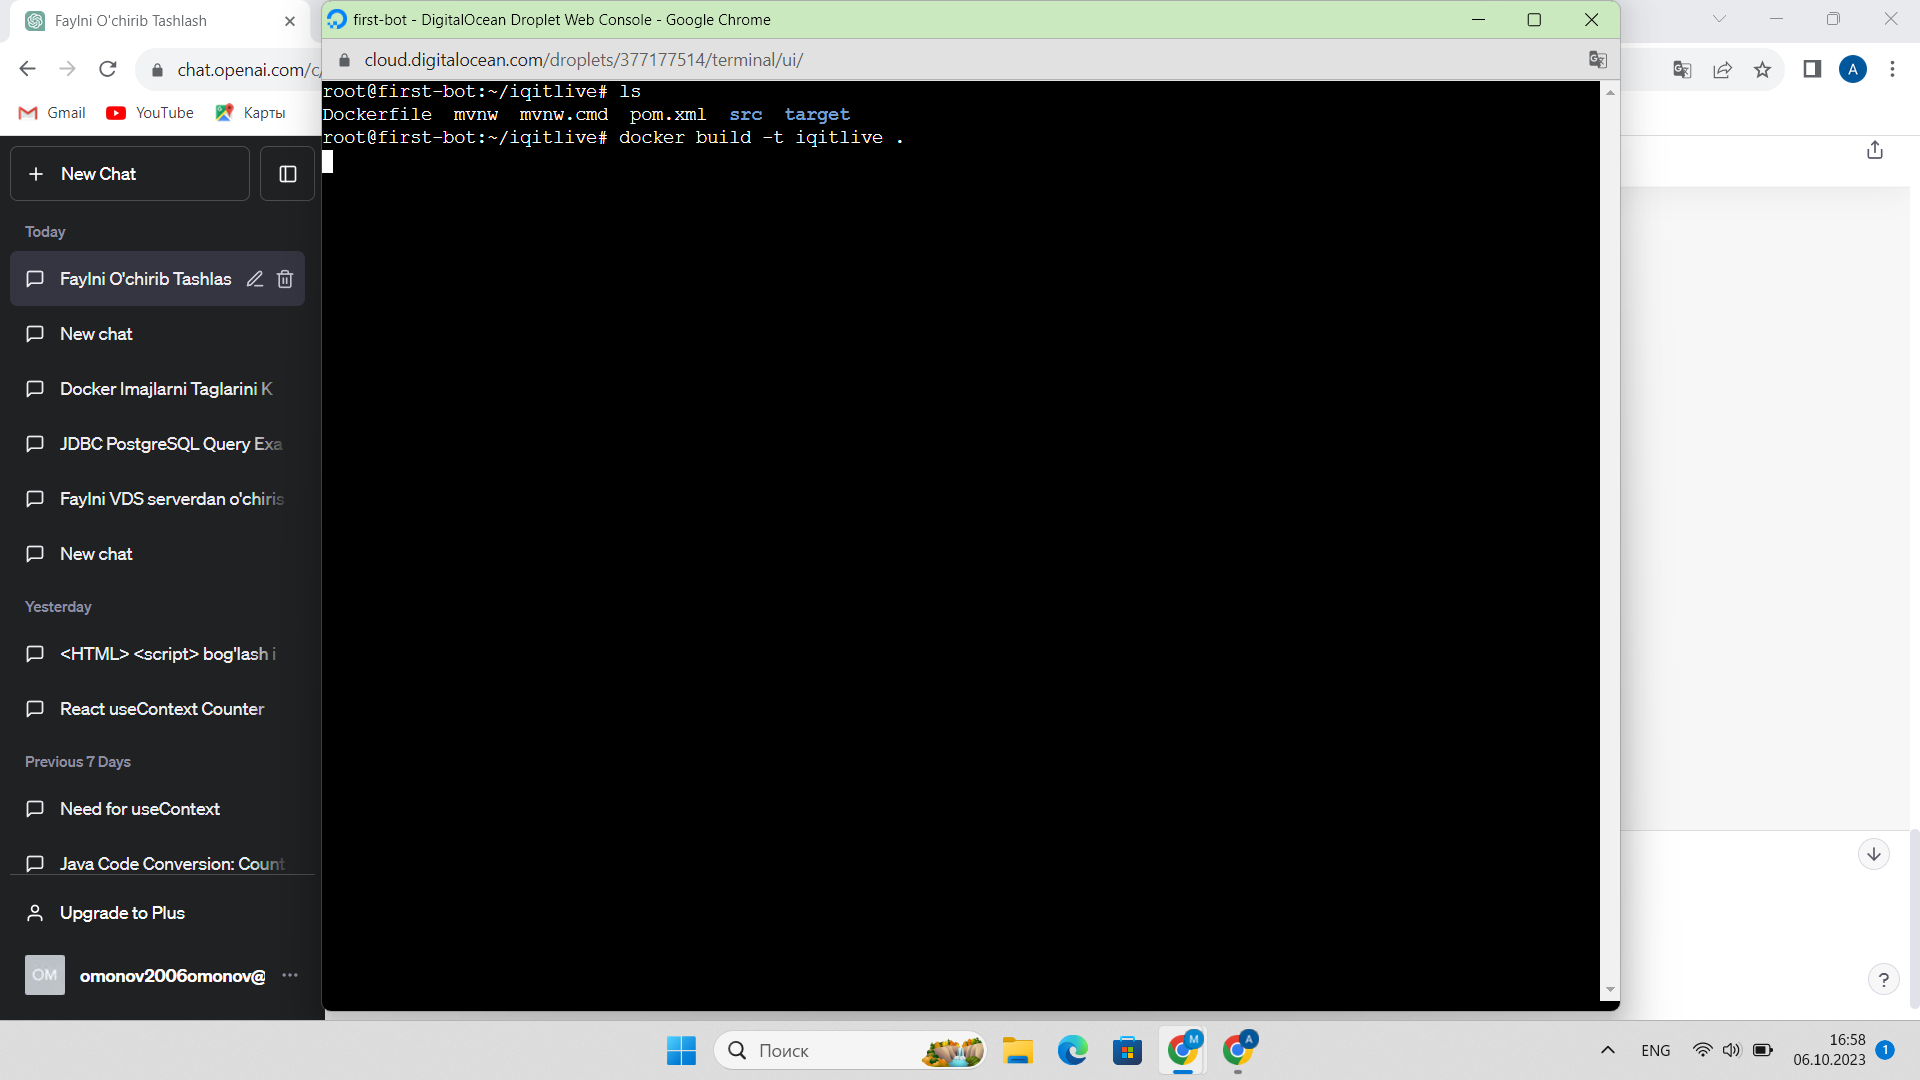 Faylni O'chirib Tashlash
first-bot - DigitalOcean Droplet Web Console - Google Chrome
chat.openai.com/c/
cloud.digitalocean.com/droplets/377177514/terminal/ui/
A
Gmail
YouTube
Карты
root@first-bot:~/iqitlive# ls
Dockerfile mvnw mvnw.cmd pom.xml src target
root@first-bot:~/iqitlive# docker build -t iqitlive .
New Chat
Today
Faylni O'chirib Tashlas
New chat
Docker Imajlarni Taglarini K
JDBC PostgreSQL Query Exa
Faylni VDS serverdan o'chiris
New chat
Yesterday
<HTML> <script> bog'lash i
React useContext Counter
Previous 7 Days
Need for useContext
Java Code Conversion: Count
Upgrade to Plus
OM
omonov2006omonov@
?
Поиск
M
A
ENG
16:58
06.10.2023
1